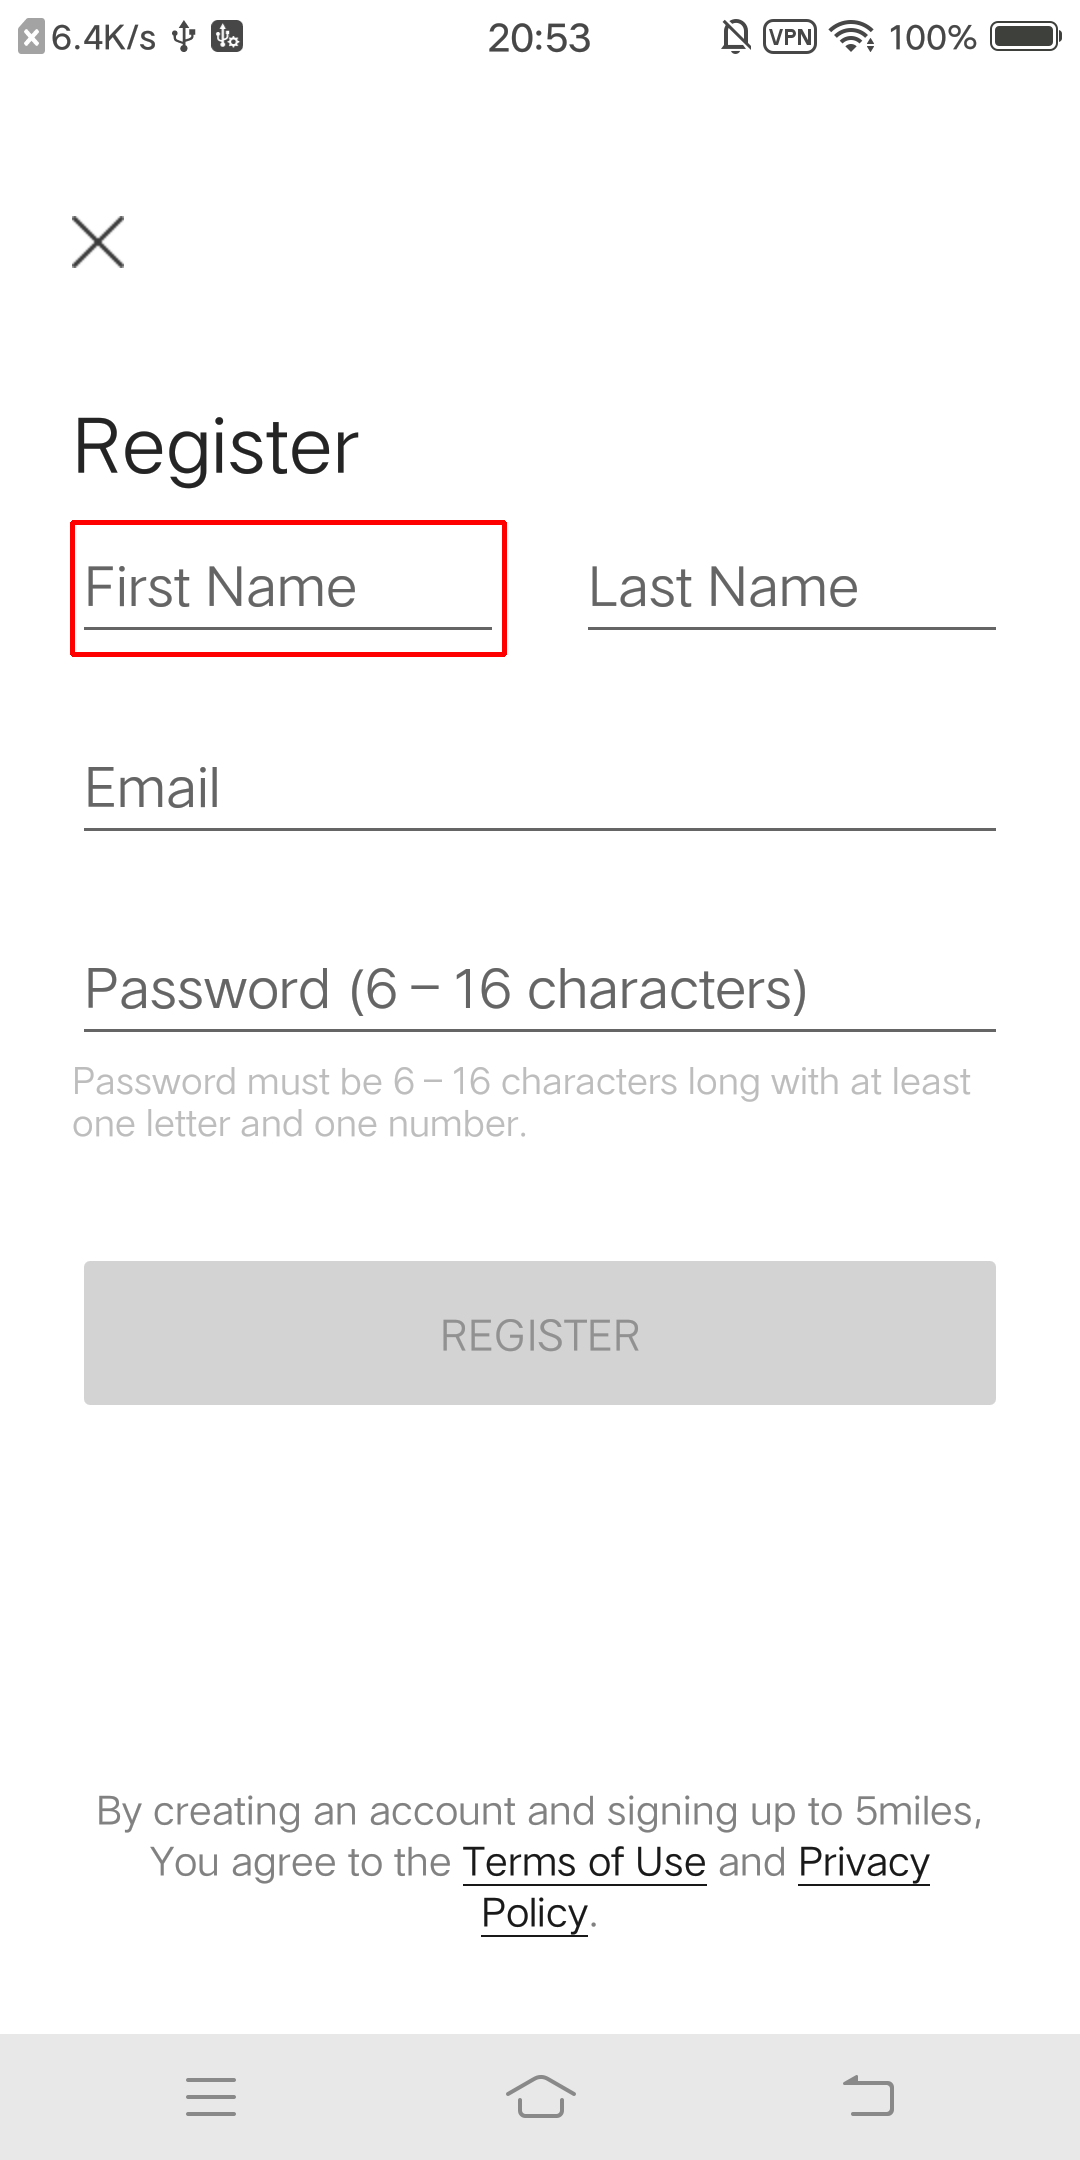 6.4K/s 20:53 VPN 100%
Register
First Name Last Name
Email
Password (6 – 16 characters)
Password must be 6 – 16 characters long with at least
one letter and one number.
REGISTER
By creating an account and signing up to 5miles,
You agree to the Terms of Use and Privacy
Policy.